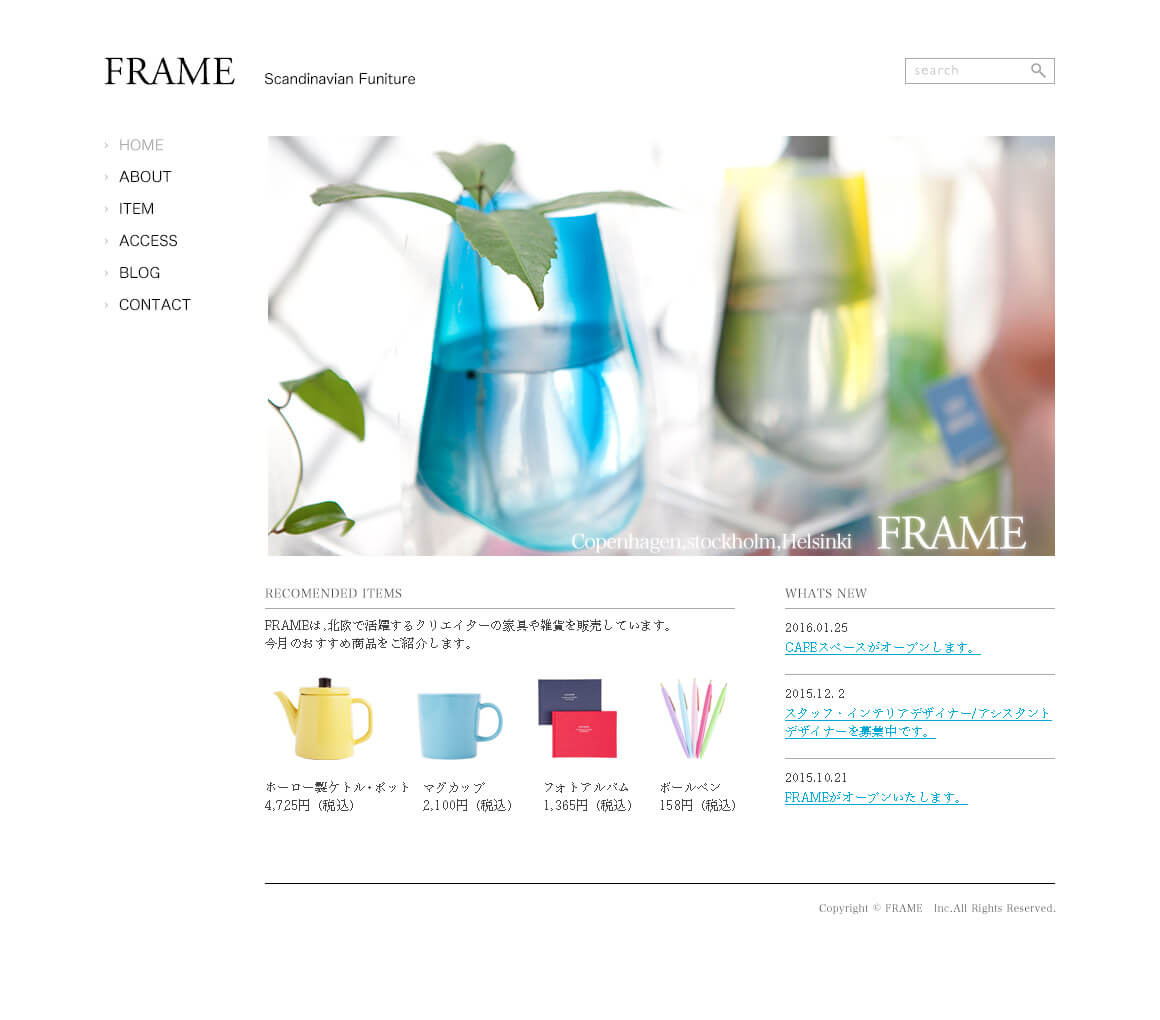 FRAME
Scandinavian Funiture
search
HOME
ABOUT
ITEM
ACCESS
BLOG
CONTACT
Copenhagen,stockholm,Helsinki
FRAME
RECOMENDED ITEMS
FRAMEは､北欧で活躍するクリエイターの家具や雑貨を販売しています。
今月のおすすめ商品をご紹介します。
ホーロー製ケトル･ポット
4,725円（税込）
マグカップ
2,100円（税込）
フォトアルバム
1,365円（税込）
ボールペン
158円（税込）
WHATS NEW
2016.01.25
CAFEスペースがオープンします。
2015.12. 2
スタッフ・インテリアデザイナー/アシスタント
デザイナーを募集中です。
2015.10.21
FRAMEがオープンいたします。
Copyright © FRAME　Inc.All Rights Reserved.